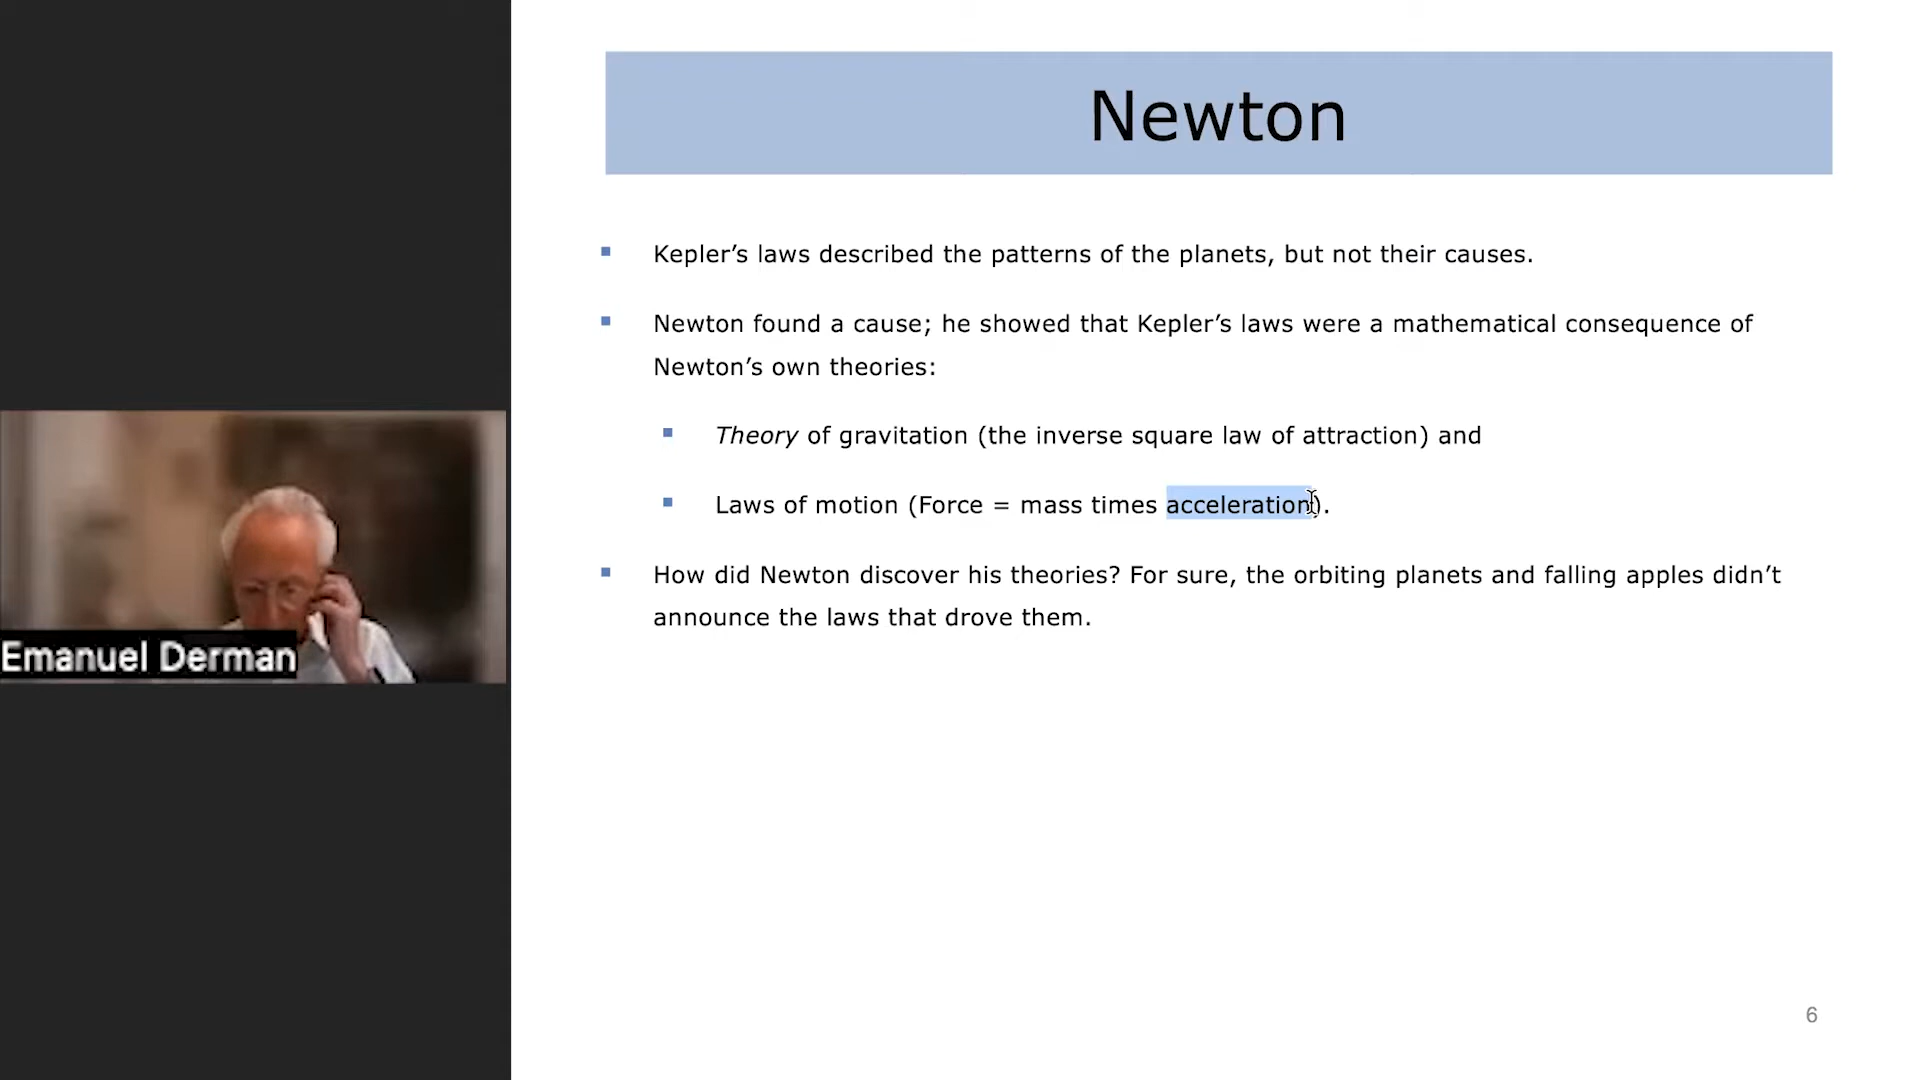 Newton
Kepler’s laws described the patterns of the planets, but not their causes.
Newton found a cause; he showed that Kepler’s laws were a mathematical consequence of
Newton’s own theories:
Theory of gravitation (the inverse square law of attraction) and
Laws of motion (Force = mass times acceleration).
How did Newton discover his theories? For sure, the orbiting planets and falling apples didn’t
announce the laws that drove them.
Emanuel Derman
6